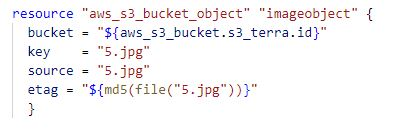 resource "aws_s3_bucket_object" "imageobject" {
  bucket = "${aws_s3_bucket.s3_terra.id}"
  key    = "5.jpg"
  source = "5.jpg"
  etag = "${md5(file("5.jpg"))}"
  }